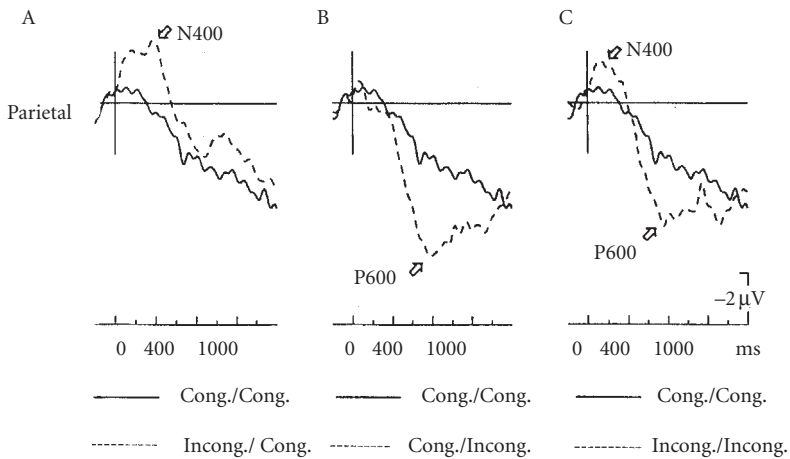 A B C
N400 N400
Parietal
P600 P600
−2 μV
0 400 1000 0 400 1000 0 400 1000 ms
Cong./Cong. Cong./Cong. Cong./Cong.
Incong./ Cong. Cong./Incong. Incong./Incong.